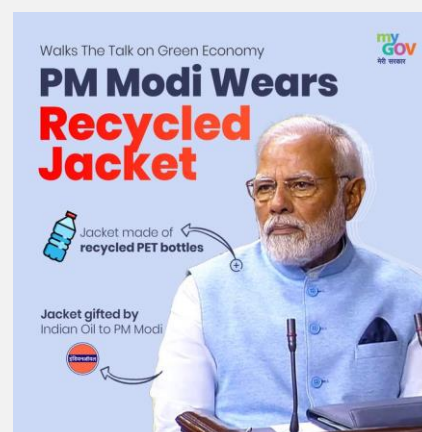 Walks The Talk on Green Economy
my
GOV
मेरी सरकार
PM Modi Wears
Recycled
Jacket
Jacket made of
recycled PET bottles
Jacket gifted by
Indian Oil to PM Modi
इंडियनऑयल